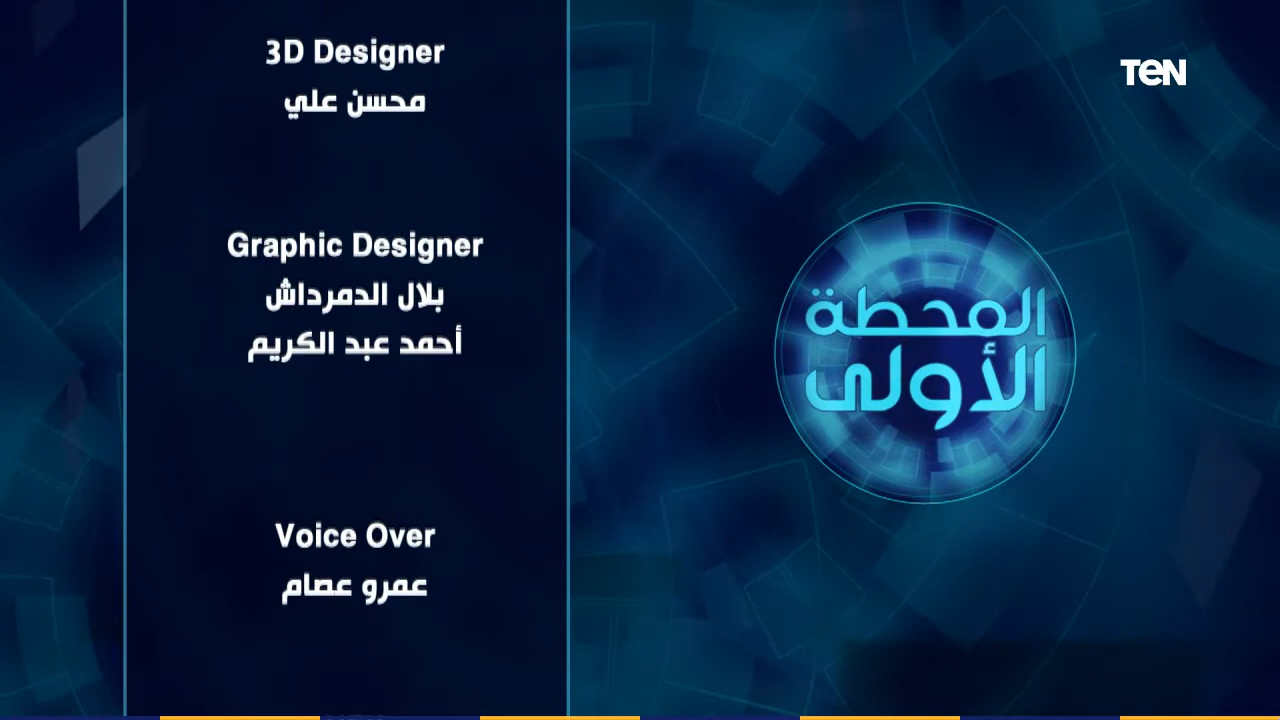 3D Designer
محسن علي
Graphic Designer
بلال الدمرداش
أحمد عبد الكريم
Voice Over
عمرو عصام
TeN
المحطة
الأولى